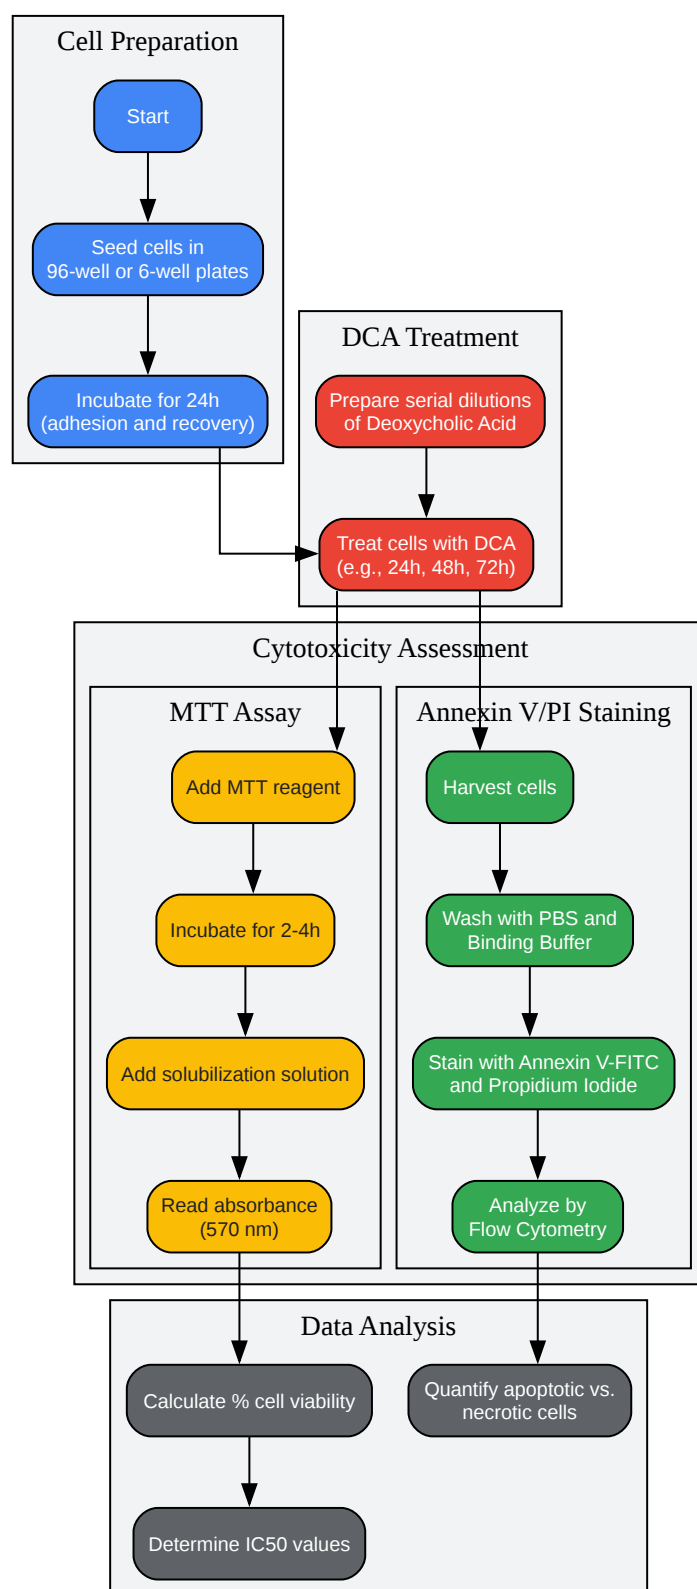 Cell Preparation
Start
Seed cells in
96-well or 6-well plates
Incubate for 24h
(adhesion and recovery)
DCA Treatment
Prepare serial dilutions
of Deoxycholic Acid
Treat cells with DCA
(e.g., 24h, 48h, 72h)
Cytotoxicity Assessment
MTT Assay
Add MTT reagent
Incubate for 2-4h
Add solubilization solution
Read absorbance
(570 nm)
Annexin V/PI Staining
Harvest cells
Wash with PBS and
Binding Buffer
Stain with Annexin V-FITC
and Propidium Iodide
Analyze by
Flow Cytometry
Data Analysis
Calculate % cell viability
Determine IC50 values
Quantify apoptotic vs.
necrotic cells